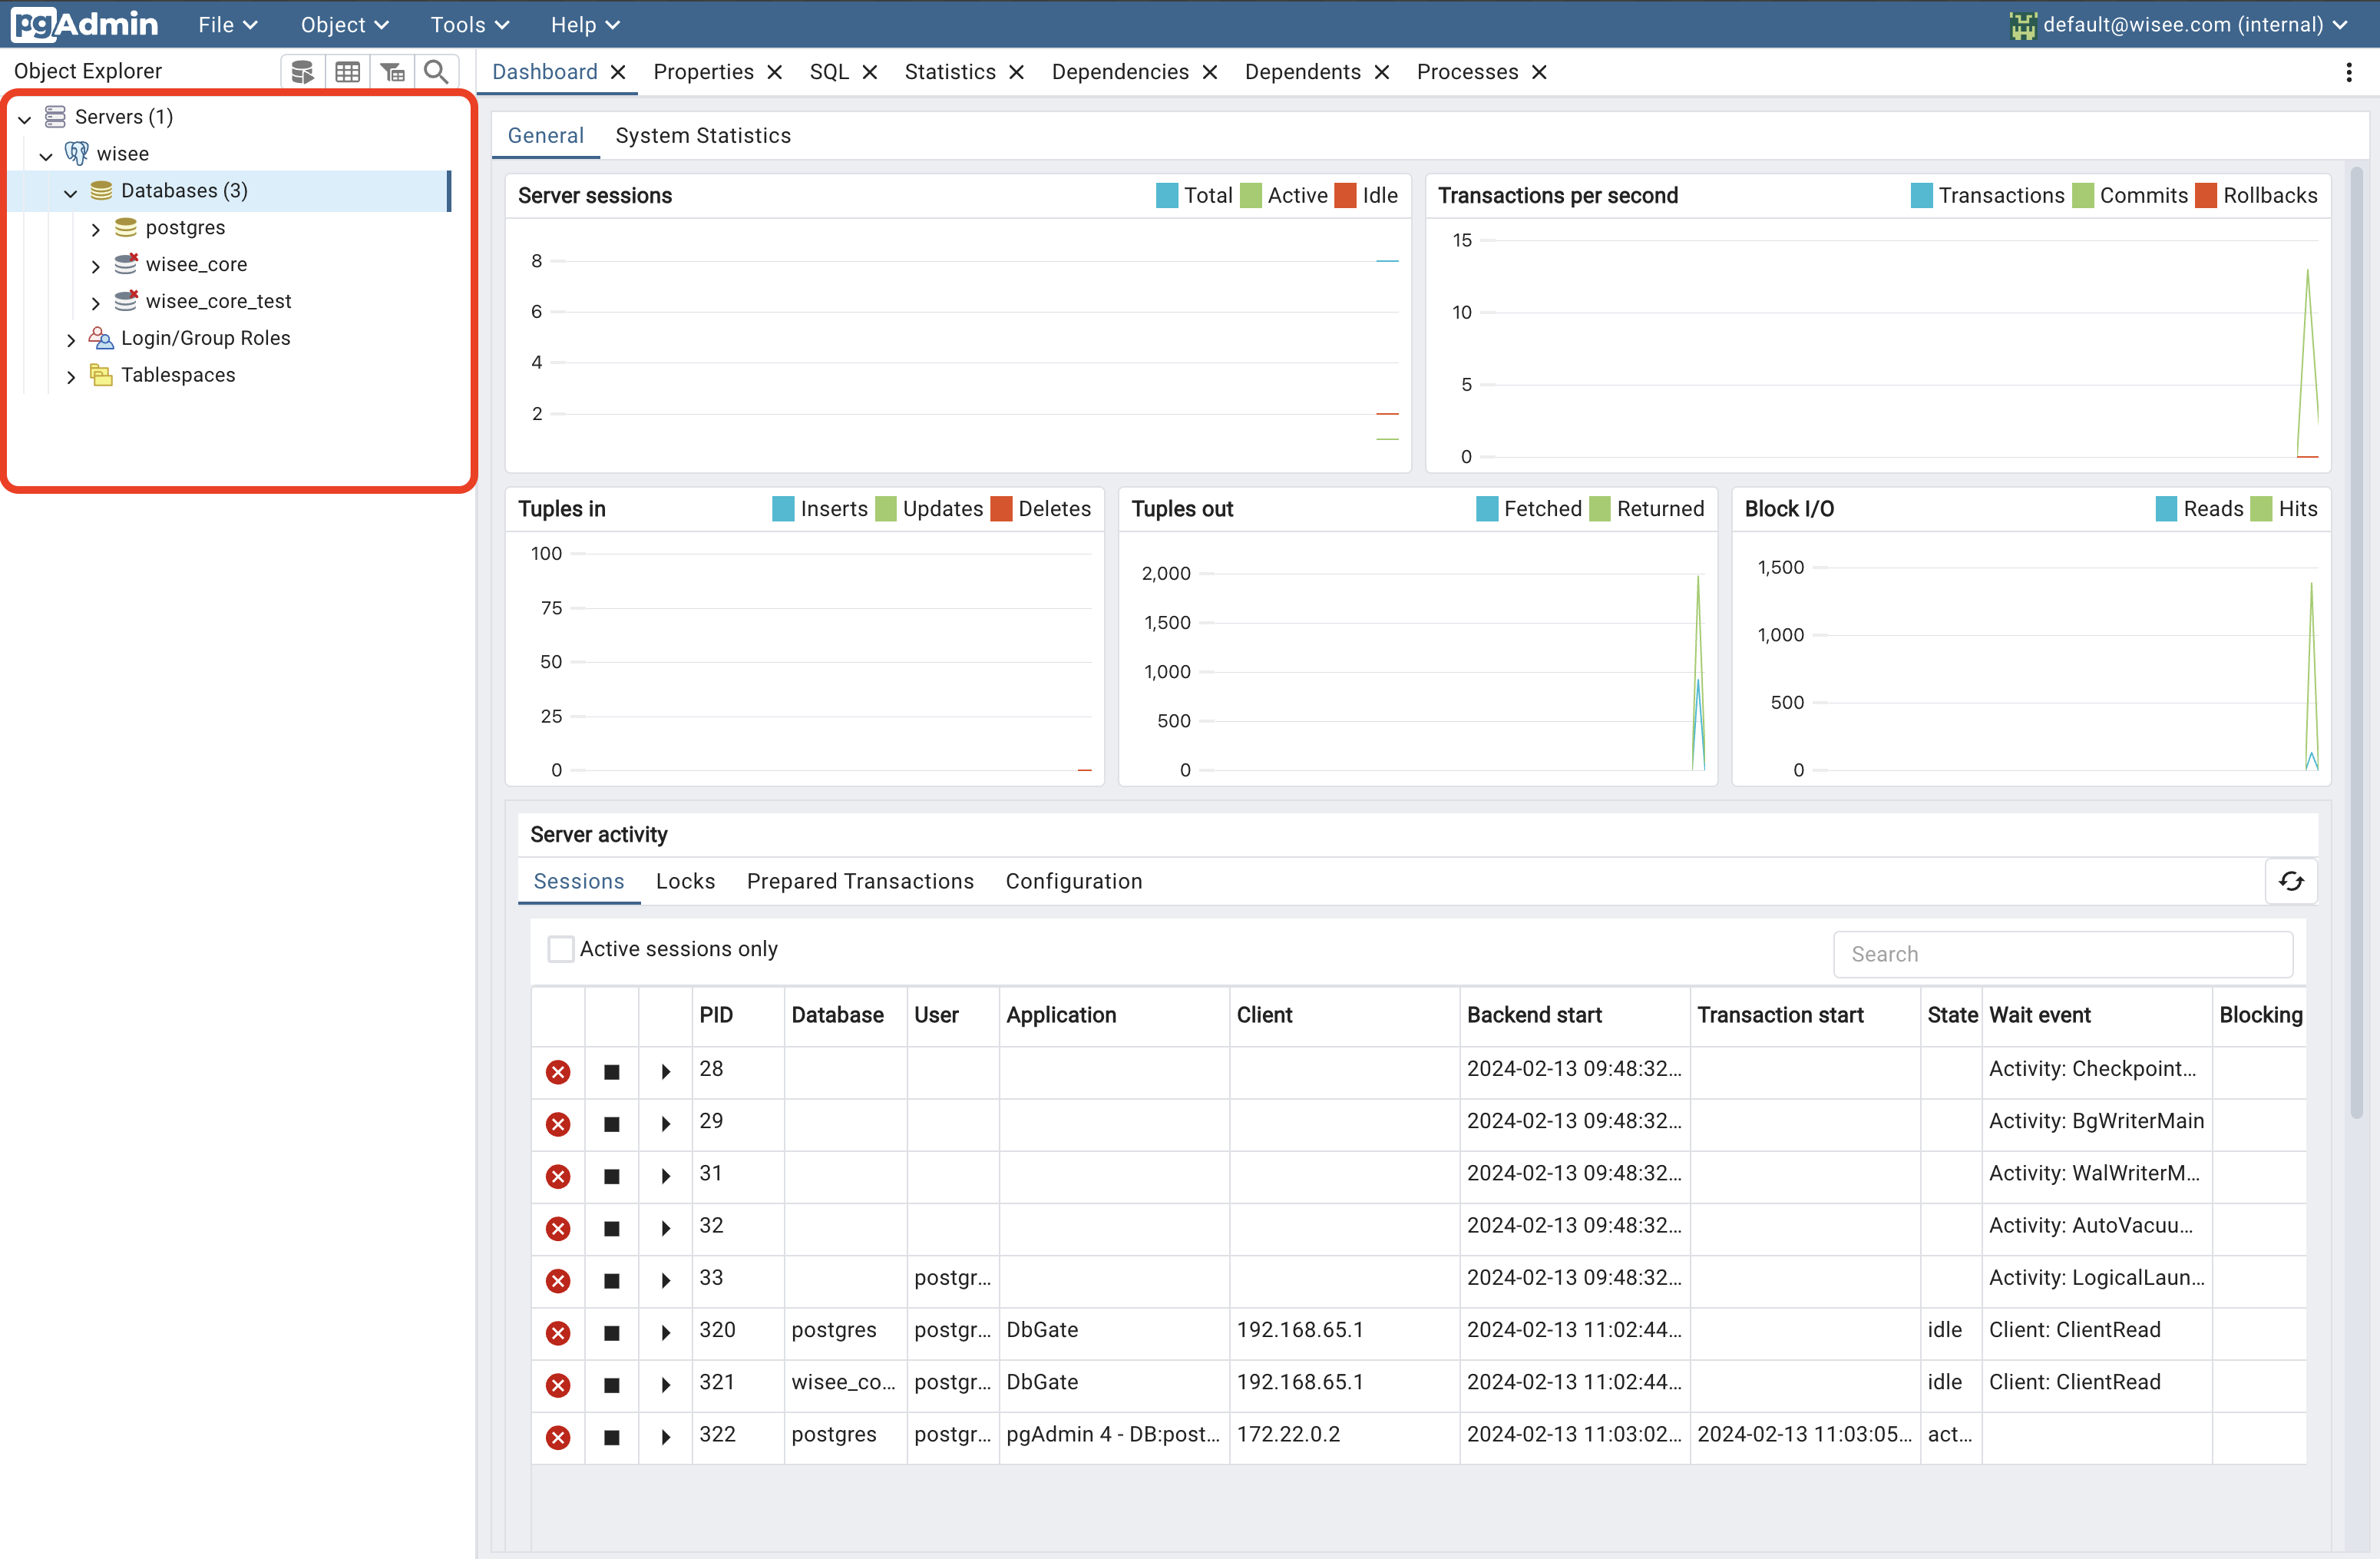 pgAdmin File Object Tools Help default@wisee.com (internal)
Object Explorer
Dashboard Properties SQL Statistics Dependencies Dependents Processes
Servers (1)
wisee
Databases (3)
postgres
wisee_core
wisee_core_test
Login/Group Roles
Tablespaces
General System Statistics
Server sessions Total Active Idle
8
6
4
2
Transactions per second Transactions Commits Rollbacks
15
10
5
0
Tuples in Inserts Updates Deletes
100
75
50
25
0
Tuples out Fetched Returned
2,000
1,500
1,000
500
0
Block I/O Reads Hits
1,500
1,000
500
0
Server activity
Sessions Locks Prepared Transactions Configuration
Active sessions only Search
PID Database User Application Client Backend start Transaction start State Wait event Blocking
28 2024-02-13 09:48:32... Activity: Checkpoint...
29 2024-02-13 09:48:32... Activity: BgWriterMain
31 2024-02-13 09:48:32... Activity: WalWriterM...
32 2024-02-13 09:48:32... Activity: AutoVacuu...
33 postgr... 2024-02-13 09:48:32... Activity: LogicalLaun...
320 postgres postgr... DbGate 192.168.65.1 2024-02-13 11:02:44... idle Client: ClientRead
321 wisee_co... postgr... DbGate 192.168.65.1 2024-02-13 11:02:44... idle Client: ClientRead
322 postgres postgr... pgAdmin 4 - DB:post... 172.22.0.2 2024-02-13 11:03:02... 2024-02-13 11:03:05... act...